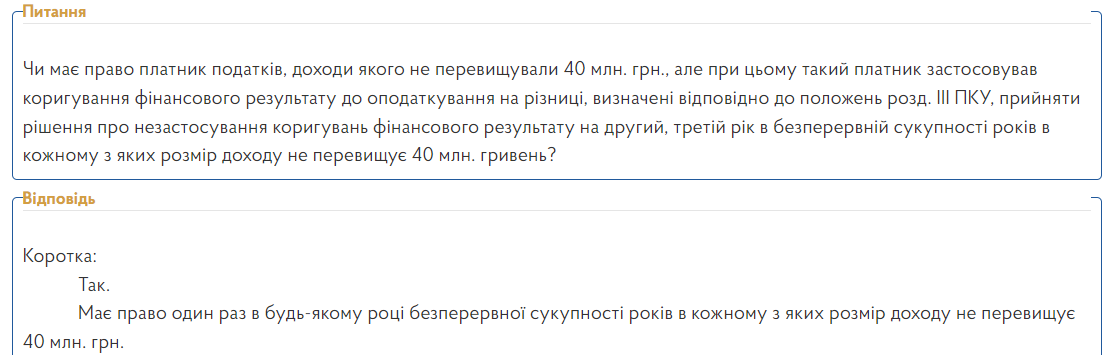 Питання
Чи має право платник податків, доходи якого не перевищували 40 млн. грн., але при цьому такий платник застосовував
коригування фінансового результату до оподаткування на різниці, визначені відповідно до положень розд. III ПКУ, прийняти
рішення про незастосування коригувань фінансового результату на другий, третій рік в безперервній сукупності років в
кожному з яких розмір доходу не перевищує 40 млн. гривень?
Відповідь
Коротка:
Так.
Має право один раз в будь-якому році безперервної сукупності років в кожному з яких розмір доходу не перевищує
40 млн. грн.